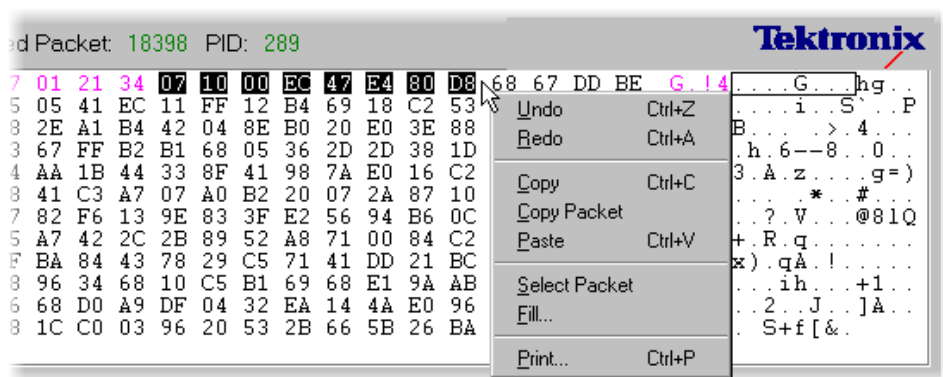 ed Packet: 18398 PID: 289
Tektronix
7 01 21 34 07 10 00 EC 47 E4 80 D8 68 67 DD BE G.!4....G...hg..
5 05 41 EC 11 FF 12 B4 69 18 C2 53 .....i..S`..P
8 2E A1 B4 42 04 8E B0 20 E0 3E 88 B... .>.4...
3 67 FF B2 B1 68 05 36 2D 2D 38 1D .h.6--8..0..
4 AA 1B 44 33 8F 41 98 7A E0 16 C2 3.A.z....g=)
8 41 C3 A7 07 A0 B2 20 07 2A 87 10 ... .*..#...
7 82 F6 13 9E 83 3F E2 56 94 B6 0C ..?.V...@81Q
5 A7 42 2C 2B 89 52 A8 71 00 84 C2 +.R.q.......
F BA 84 43 78 29 C5 71 41 DD 21 BC x).qA.!.....
8 96 34 68 10 C5 B1 69 68 E1 9A AB ...ih...+1..
6 68 D0 A9 DF 04 32 EA 14 4A E0 96 ..2..J..]A..
8 1C C0 03 96 20 53 2B 66 5B 26 BA .. S+f[&.
Undo Ctrl+Z
Redo Ctrl+A
Copy Ctrl+C
Copy Packet
Paste Ctrl+V
Select Packet
Fill...
Print... Ctrl+P